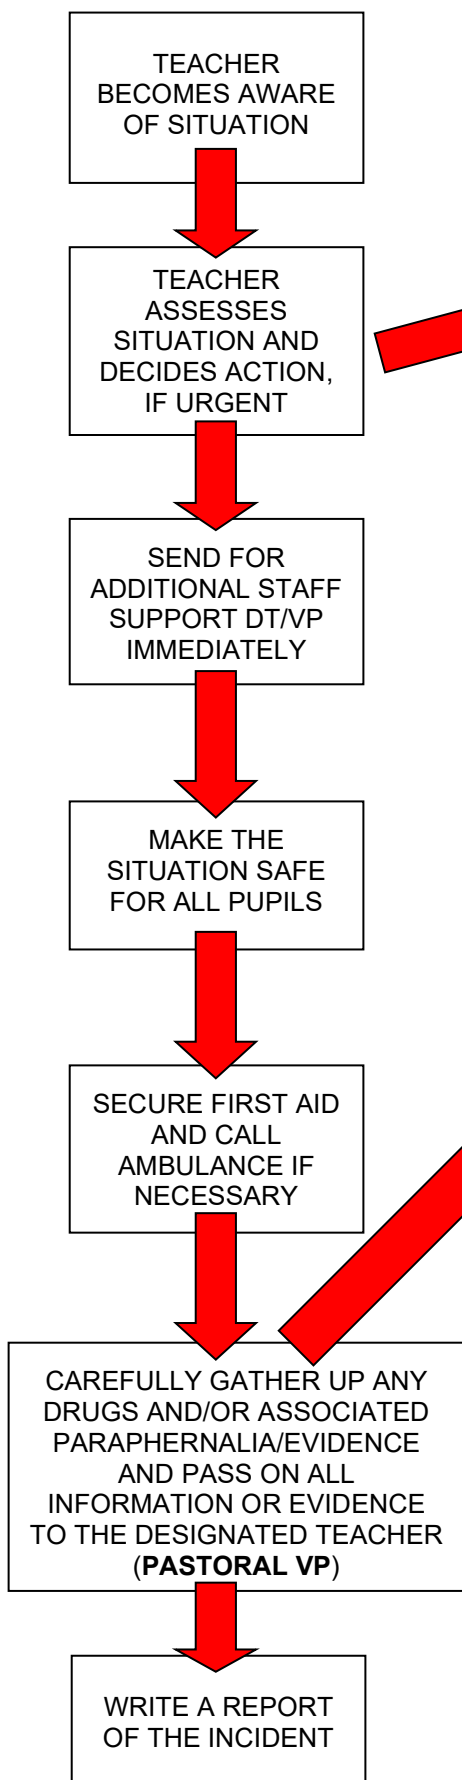 TEACHER
BECOMES AWARE
OF SITUATION
TEACHER
ASSESSES
SITUATION AND
DECIDES ACTION,
IF URGENT
SEND FOR
ADDITIONAL STAFF
SUPPORT DT/VP
IMMEDIATELY
MAKE THE
SITUATION SAFE
FOR ALL PUPILS
SECURE FIRST AID
AND CALL
AMBULANCE IF
NECESSARY
CAREFULLY GATHER UP ANY
DRUGS AND/OR ASSOCIATED
PARAPHERNALIA/EVIDENCE
AND PASS ON ALL
INFORMATION OR EVIDENCE
TO THE DESIGNATED TEACHER
(PASTORAL VP)
WRITE A REPORT
OF THE INCIDENT